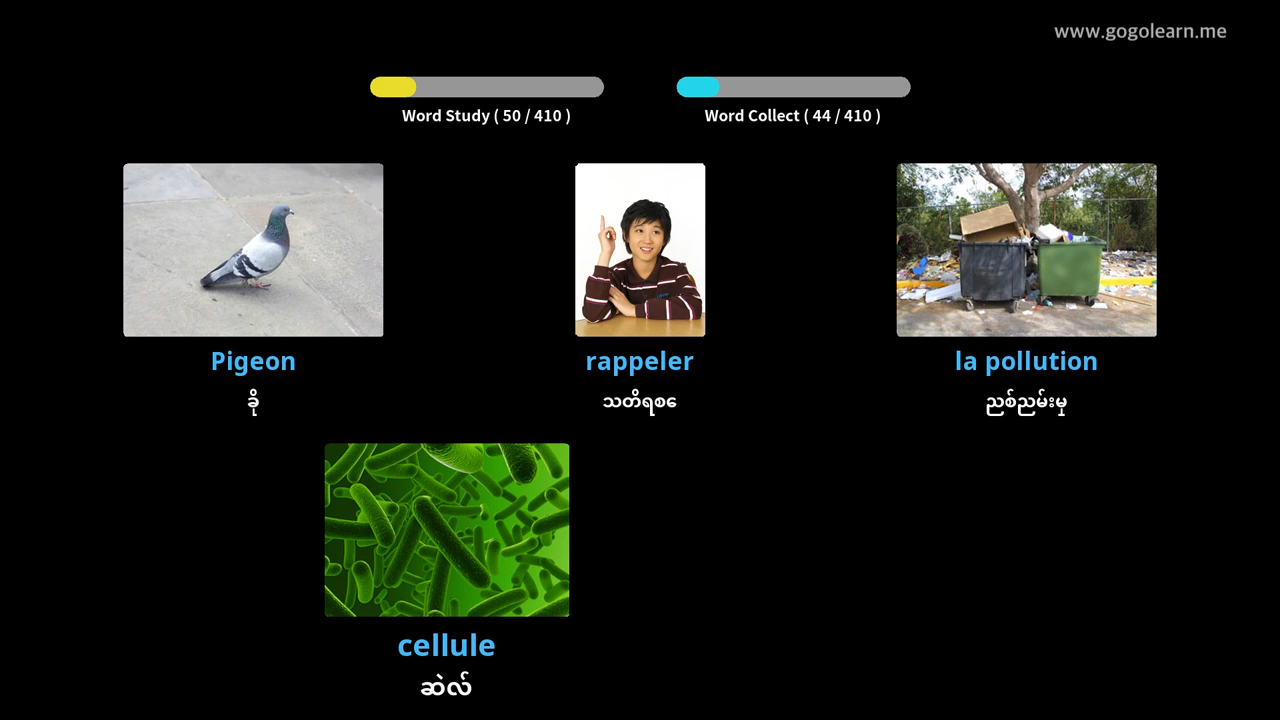 www.gogolearn.me
Word Study ( 50 / 410 )
Word Collect ( 44 / 410 )
Pigeon
rappeler
la pollution
ခို
သတိရစေ
ညစ်ညမ်းမှု
cellule
ဆဲလ်